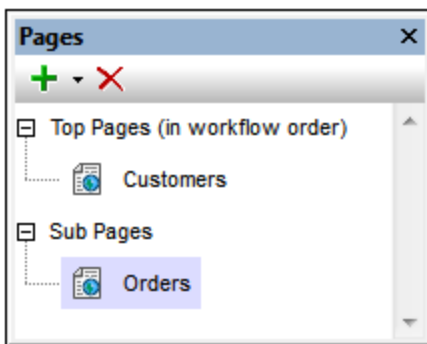 Pages
Top Pages (in workflow order)
Customers
Sub Pages
Orders